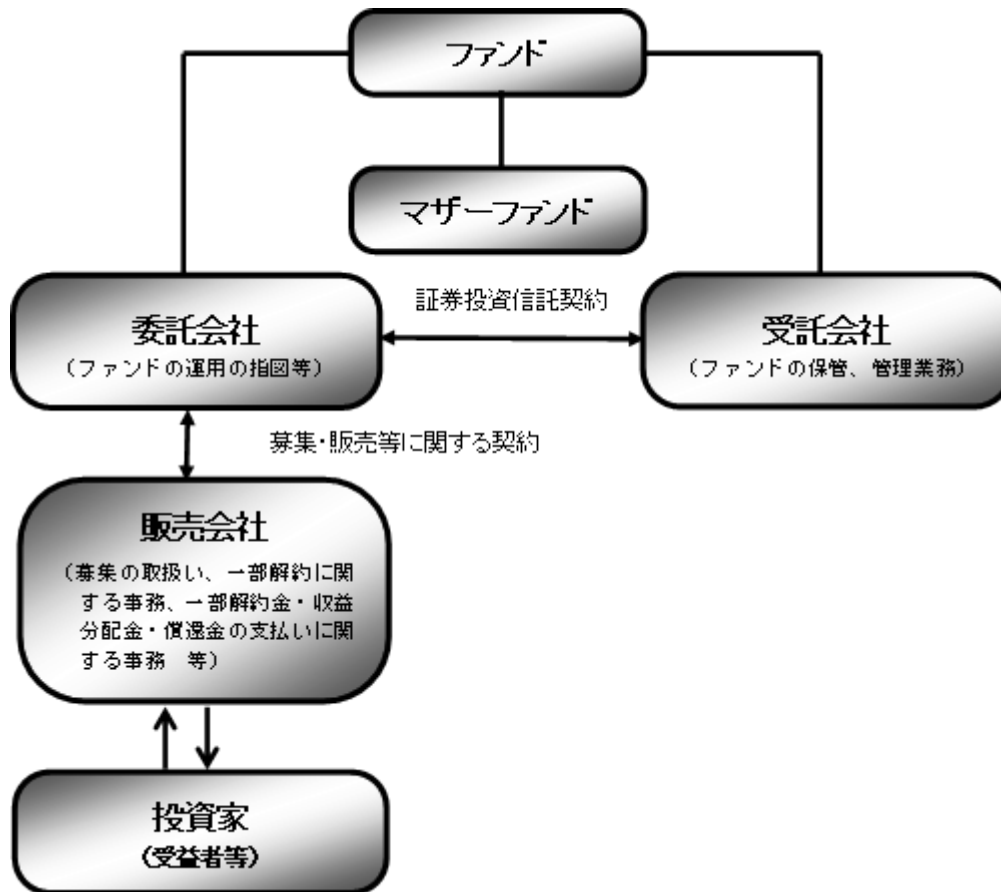 ファンド
マザーファンド
証券投資信託契約
委託会社
（ファンドの運用の指図等）
受託会社
（ファンドの保管、管理業務）
募集・販売等に関する契約
販売会社
（募集の取扱い、一部解約に関
する事務、一部解約金・収益
分配金・償還金の支払いに関
する事務　等）
投資家
（受益者等）